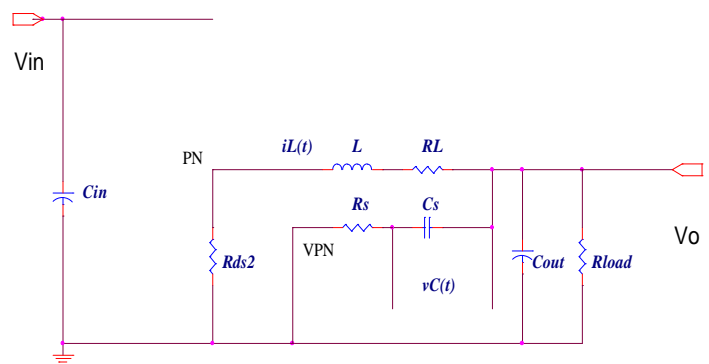 Vin
iL(t) L RL
PN
Cin
Rs Cs
VPN
Vo
Rds2
Cout Rload
vC(t)